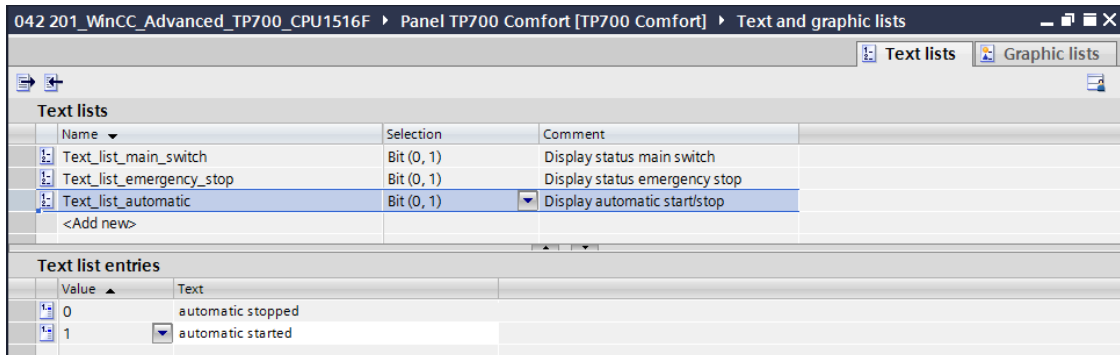 042 201_WinCC_Advanced_TP700_CPU1516F ▸ Panel TP700 Comfort [TP700 Comfort] ▸ Text and graphic lists
Text lists Graphic lists
Text lists
Name Selection Comment
Text_list_main_switch Bit (0, 1) Display status main switch
Text_list_emergency_stop Bit (0, 1) Display status emergency stop
Text_list_automatic Bit (0, 1) Display automatic start/stop
<Add new>
Text list entries
Value Text
0 automatic stopped
1 automatic started